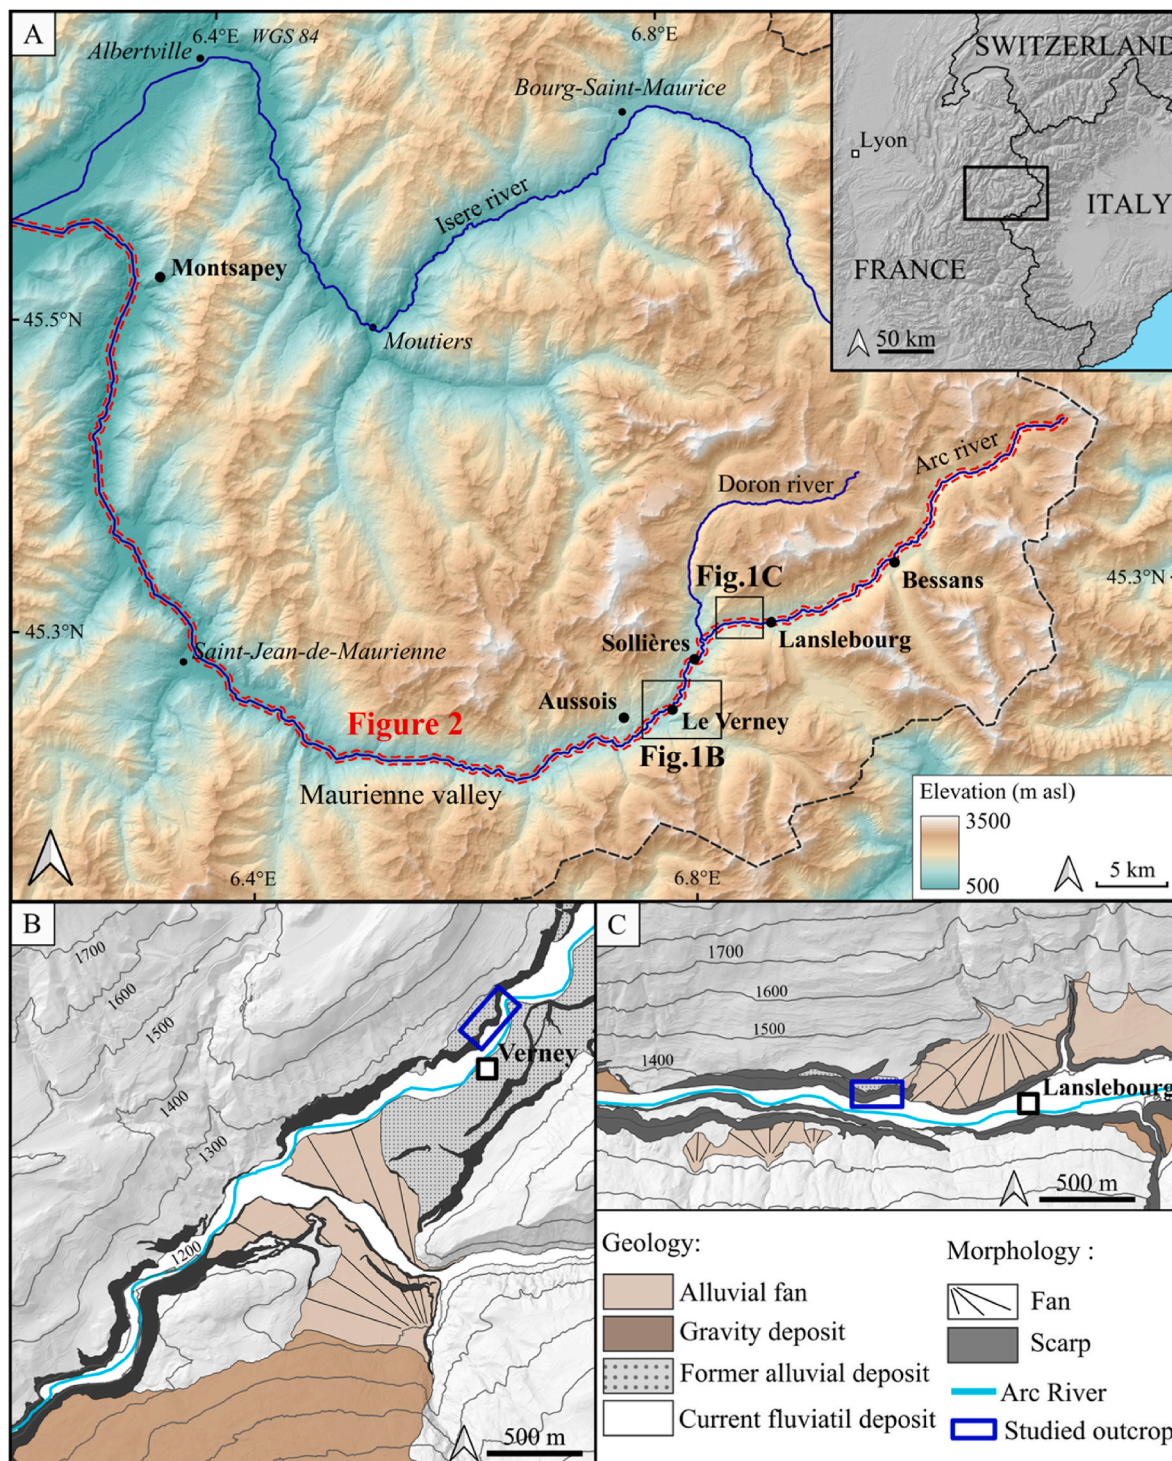 A
6.4°E
WGS 84
6.8°E
Albertville
Bourg-Saint-Maurice
Isere river
Montsapey
45.5°N
Moutiers
SWITZERLAND
Lyon
ITALY
FRANCE
50 km
Arc river
Doron river
Fig.1C
Bessans
45.3°N
45.3°N
Lanslebourg
Sollières
Saint-Jean-de-Maurienne
Aussois
Le Verney
Figure 2
Fig.1B
Maurienne valley
Elevation (m asl)
3500
500
5 km
6.4°E
6.8°E
B
1700
1600
1500
1400
1300
1200
Verney
500 m
C
1700
1600
1500
1400
Lanslebourg
500 m
Geology:
Alluvial fan
Gravity deposit
Former alluvial deposit
Current fluviatil deposit
Morphology :
Fan
Scarp
Arc River
Studied outcrop